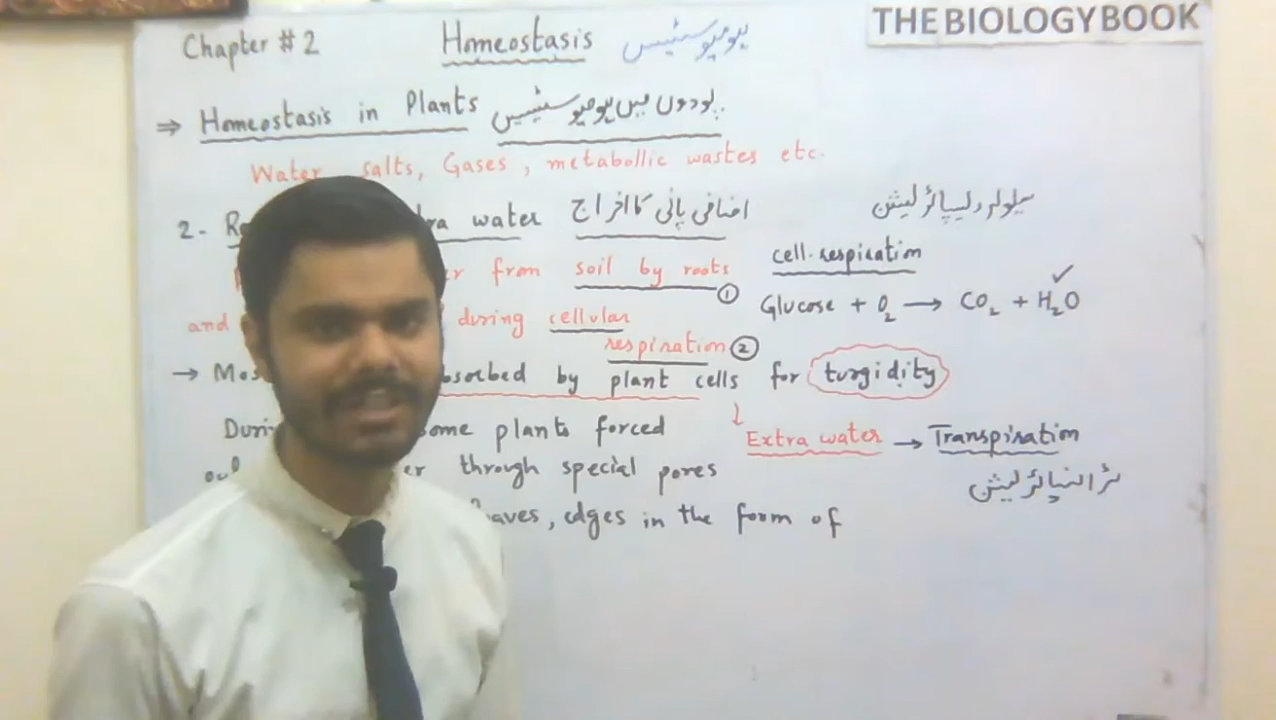 THE BIOLOGY BOOK
Chapter # 2 Homeostasis ہومیوسٹیسس
⇒ Homeostasis in Plants پودوں میں ہومیوسٹیسس
Water, salts, Gases, metabollic wastes etc.
2- water اضافی پانی کا اخراج
سیلولر ریسپائریشن
from soil by roots ①
cell-respiration
Glucose + O₂ → CO₂ + H₂O ✓
and during cellular
respiration ②
→ absorbed by plant cells for turgidity
some plants forced
Extra water → Transpiration
through special pores
ٹرانسپائریشن
edges in the form of